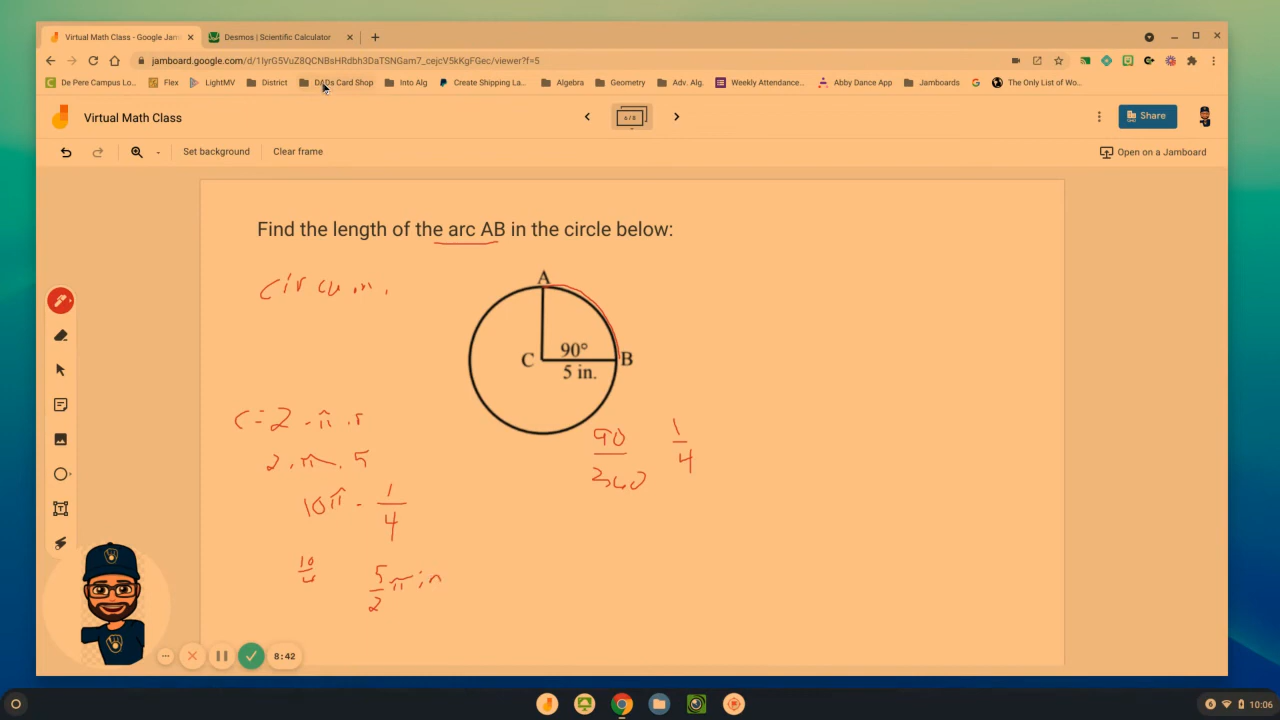 Virtual Math Class - Google Jam
Desmos | Scientific Calculator
jamboard.google.com/d/1IyrG5VuZ8QCNBsHRdbh3DaTSNGam7_cejcV5kKgFGec/viewer?f=5
De Pere Campus Lo...
Flex
LightMV
District
DADs Card Shop
Into Alg
Create Shipping La...
Algebra
Geometry
Adv. Alg.
Weekly Attendance...
Abby Dance App
Jamboards
The Only List of Wo...
Virtual Math Class
6 / 8
Share
Set background
Clear frame
Open on a Jamboard
Find the length of the arc AB in the circle below:
circum.
A
90°
C
B
5 in.
C = 2 · π · r
90/360 1/4
2 · π · 5
10π · 1/4
10/4 5/2 π in
8:42
6
10:06